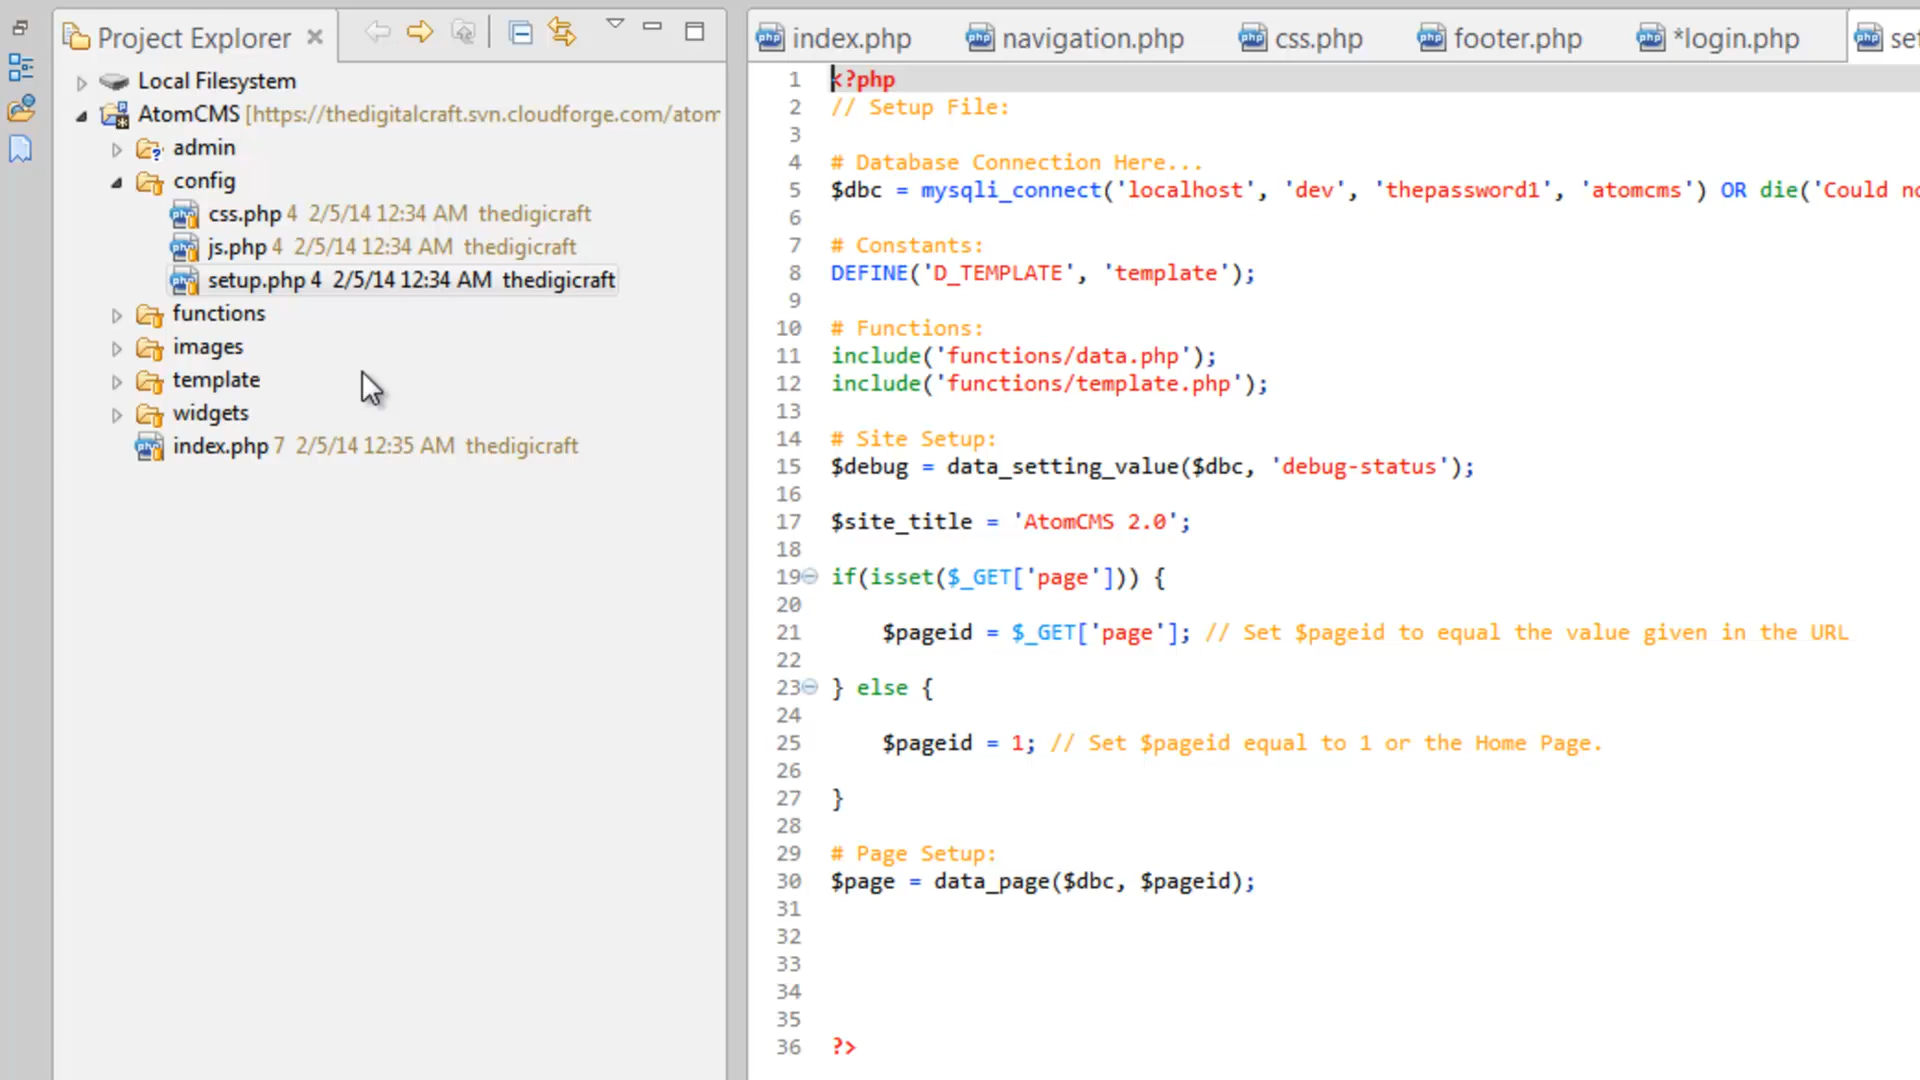 Project Explorer
Local Filesystem
AtomCMS [https://thedigitalcraft.svn.cloudforge.com/atom
admin
config
css.php 4 2/5/14 12:34 AM thedigicraft
js.php 4 2/5/14 12:34 AM thedigicraft
setup.php 4 2/5/14 12:34 AM thedigicraft
functions
images
template
widgets
index.php 7 2/5/14 12:35 AM thedigicraft
index.php navigation.php css.php footer.php *login.php set
1 <?php
2 // Setup File:
3
4 # Database Connection Here...
5 $dbc = mysqli_connect('localhost', 'dev', 'thepassword1', 'atomcms') OR die('Could no
6
7 # Constants:
8 DEFINE('D_TEMPLATE', 'template');
9
10 # Functions:
11 include('functions/data.php');
12 include('functions/template.php');
13
14 # Site Setup:
15 $debug = data_setting_value($dbc, 'debug-status');
16
17 $site_title = 'AtomCMS 2.0';
18
19 if(isset($_GET['page'])) {
20
21 $pageid = $_GET['page']; // Set $pageid to equal the value given in the URL
22
23 } else {
24
25 $pageid = 1; // Set $pageid equal to 1 or the Home Page.
26
27 }
28
29 # Page Setup:
30 $page = data_page($dbc, $pageid);
31
32
33
34
35
36 ?>